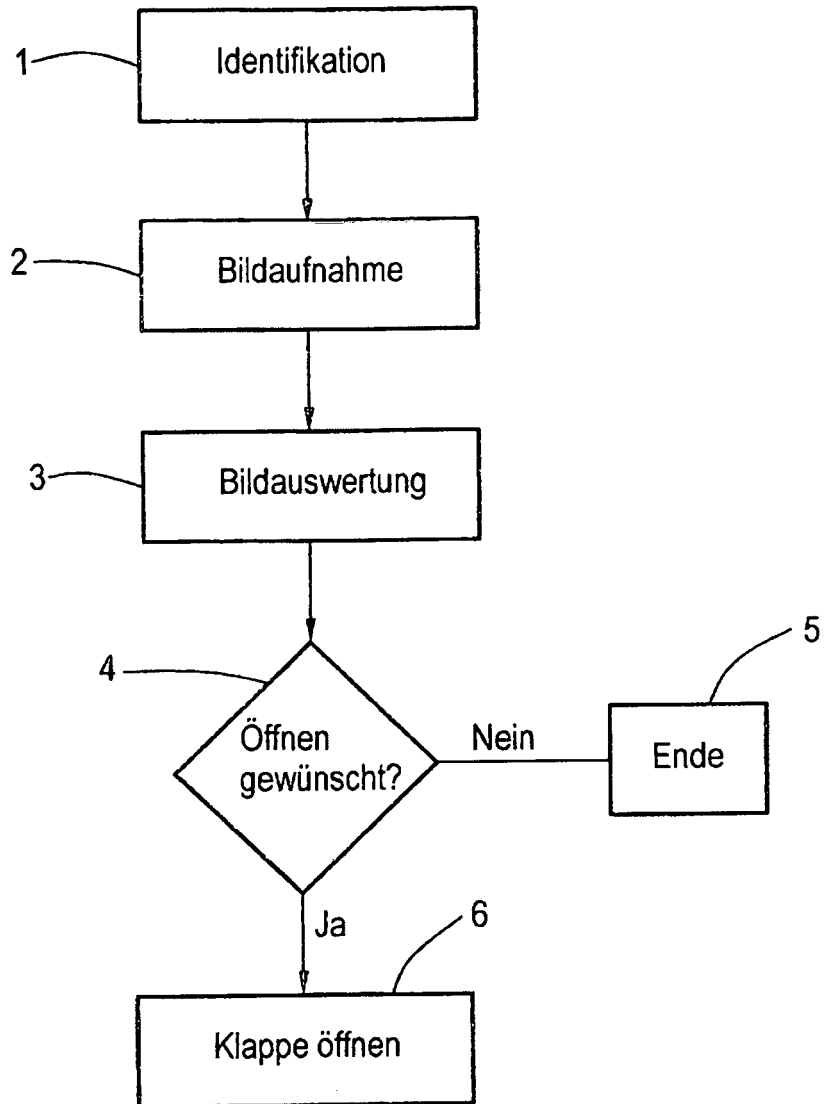 1
Identifikation
2
Bildaufnahme
3
Bildauswertung
4
Öffnen
gewünscht?
Nein
5
Ende
Ja
6
Klappe öffnen